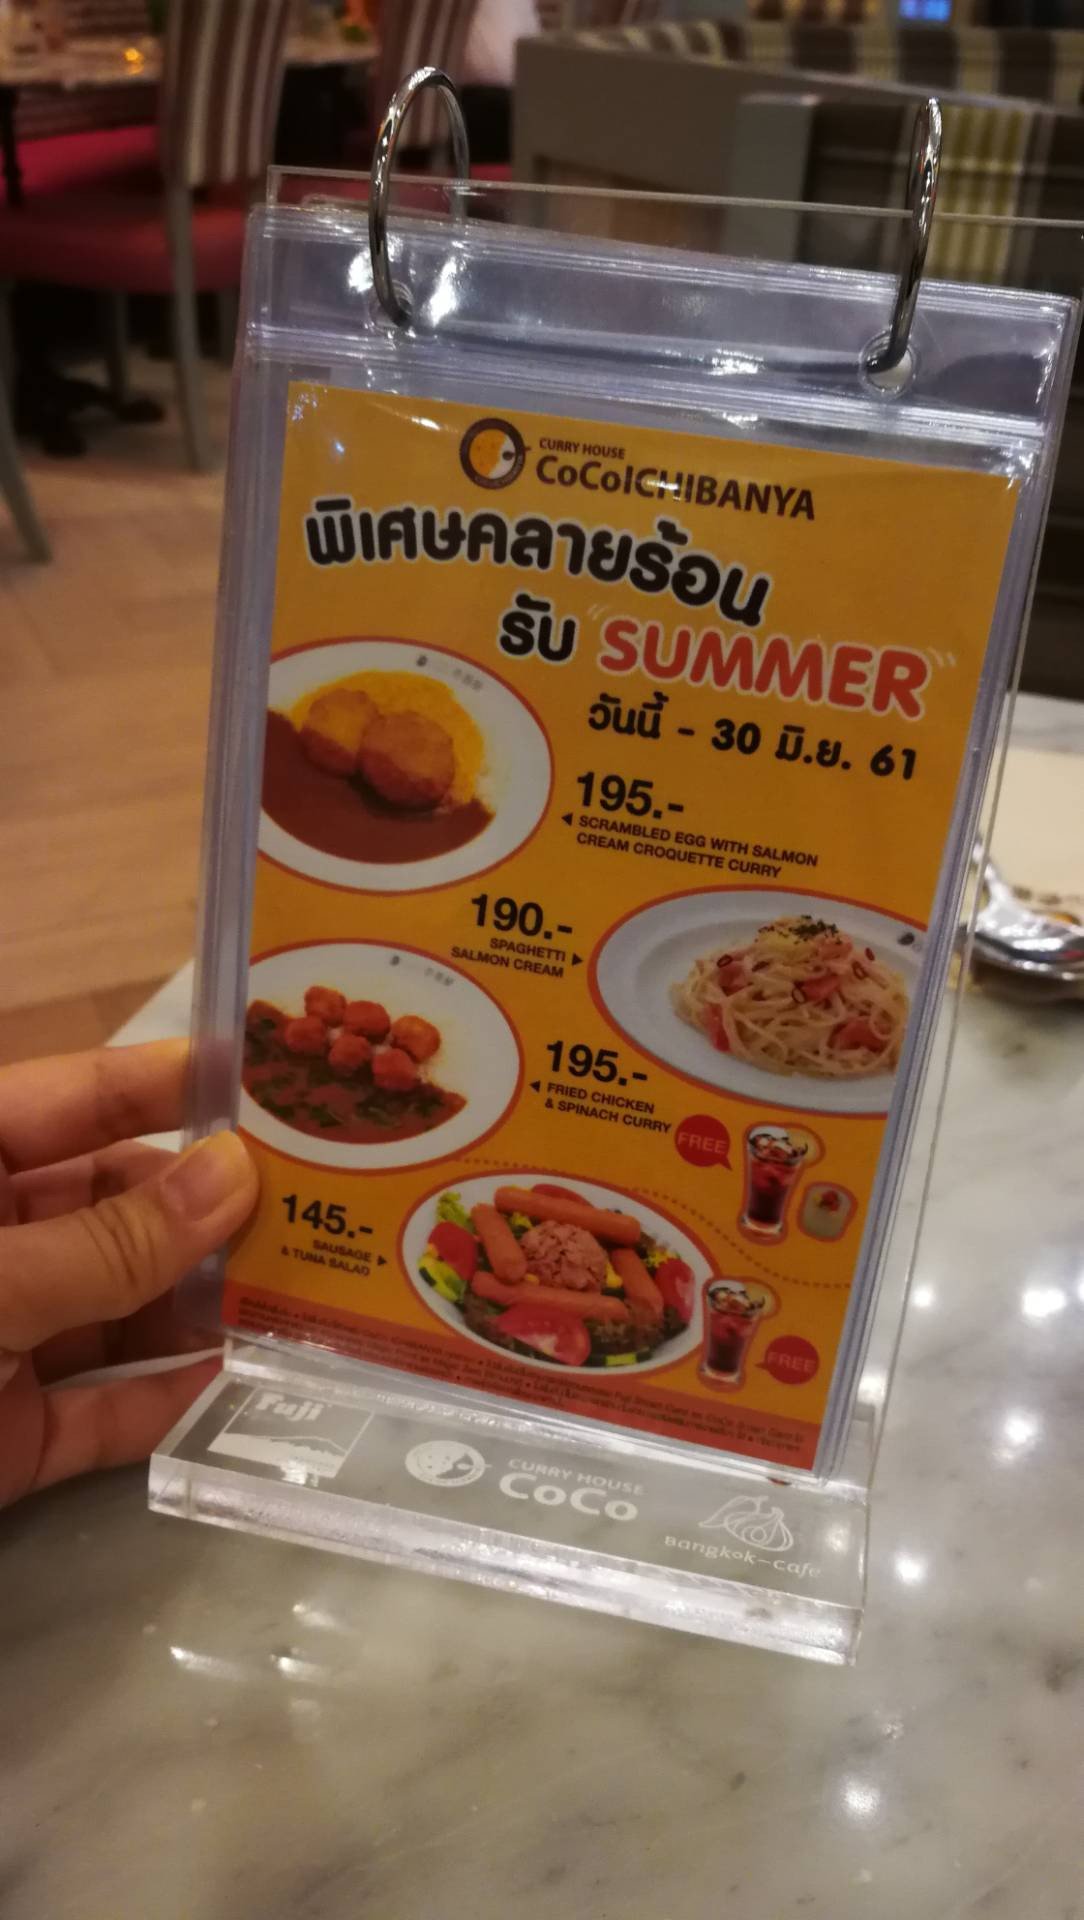 CURRY HOUSE
CoCoICHIBANYA
พิเศษคลายร้อน
รับ "SUMMER"
วันนี้ - 30 มิ.ย. 61
195.-
SCRAMBLED EGG WITH SALMON
CREAM CROQUETTE CURRY
190.-
SPAGHETTI
SALMON CREAM
195.-
FRIED CHICKEN
& SPINACH CURRY
FREE
145.-
SAUSAGE
& TUNA SALAD
FREE
Fuji
CURRY HOUSE
CoCo
Bangkok-Cafe